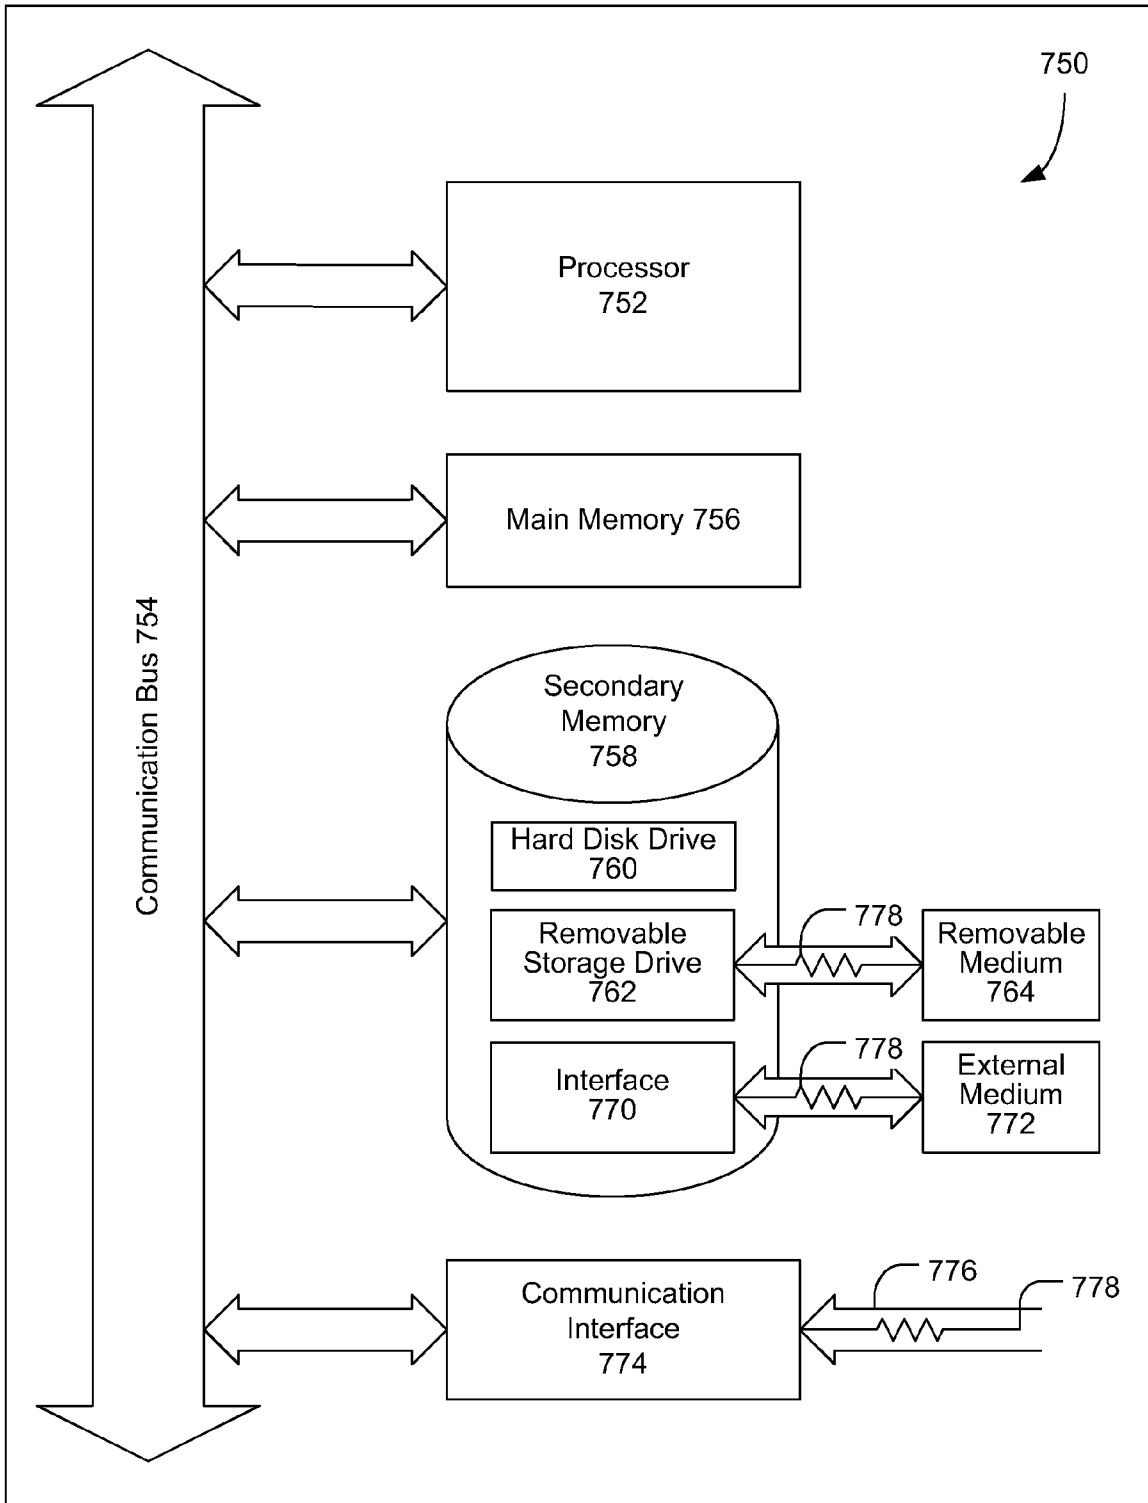 750
Processor
752
Main Memory 756
Communication Bus 754
Secondary
Memory
758
Hard Disk Drive
760
Removable
Storage Drive
762
778
Removable
Medium
764
Interface
770
778
External
Medium
772
Communication
Interface
774
776
778